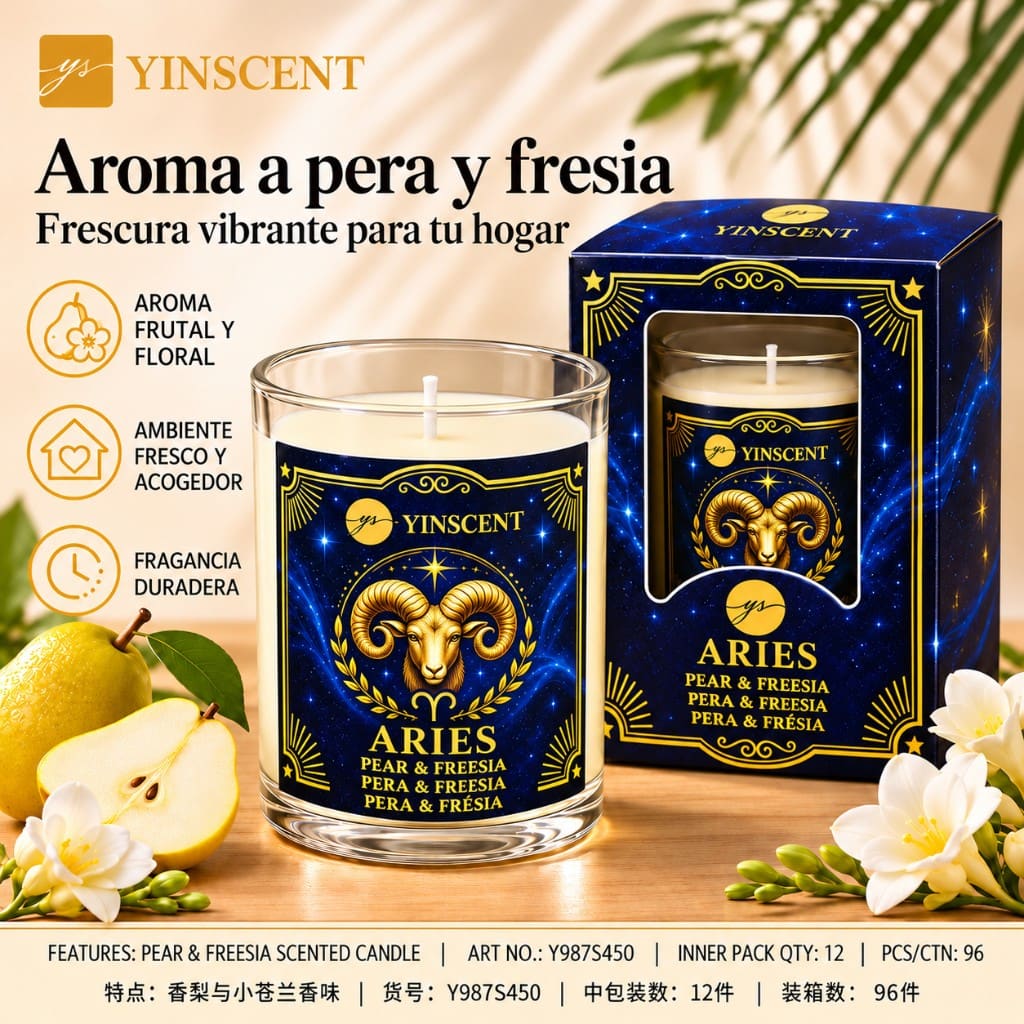 ys YINSCENT
Aroma a pera y fresia
Frescura vibrante para tu hogar
AROMA
FRUTAL Y
FLORAL
AMBIENTE
FRESCO Y
ACOGEDOR
FRAGANCIA
DURADERA
ys YINSCENT
ARIES
PEAR & FREESIA
PERA & FREESIA
PERA & FRÉSIA
ys
YINSCENT
ys YINSCENT
ys
ARIES
PEAR & FREESIA
PERA & FREESIA
PERA & FRÉSIA
FEATURES: PEAR & FREESIA SCENTED CANDLE | ART NO.: Y987S450 | INNER PACK QTY: 12 | PCS/CTN: 96
特点：香梨与小苍兰香味 | 货号：Y987S450 | 中包装数：12件 | 装箱数： 96件